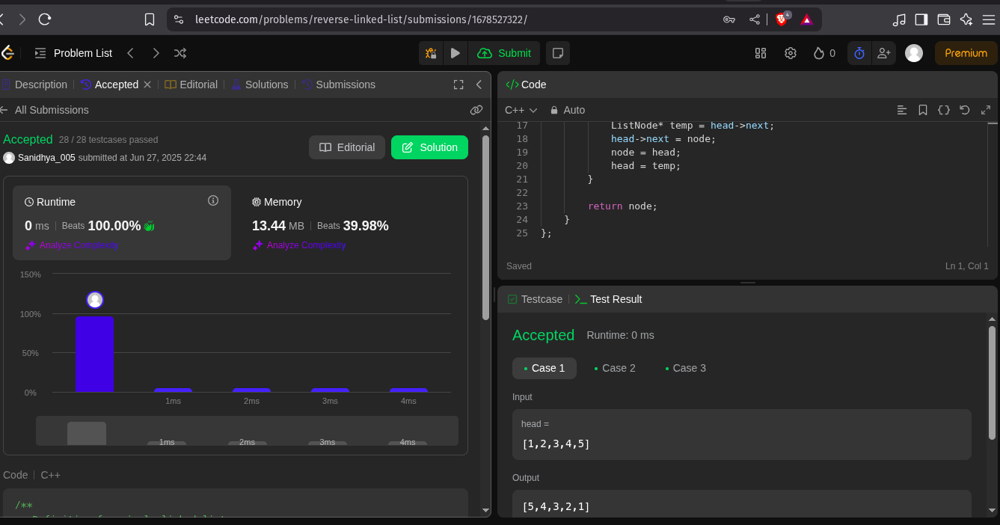 leetcode.com/problems/reverse-linked-list/submissions/1678527322/
4
Problem List
Submit
0
Premium
Description
Accepted
Editorial
Solutions
Submissions
All Submissions
Accepted 28 / 28 testcases passed
Sanidhya_005 submitted at Jun 27, 2025 22:44
Editorial
Solution
Runtime
0 ms Beats 100.00%
Analyze Complexity
Memory
13.44 MB Beats 39.98%
Analyze Complexity
150%
100%
50%
0%
1ms 2ms 3ms 4ms
1ms 2ms 3ms 4ms
Code C++
/**
</> Code
C++ Auto
17 ListNode* temp = head->next;
18 head->next = node;
19 node = head;
20 head = temp;
21 }
22
23 return node;
24 }
25 };
Saved Ln 1, Col 1
Testcase >_ Test Result
Accepted Runtime: 0 ms
• Case 1 • Case 2 • Case 3
Input
head =
[1,2,3,4,5]
Output
[5,4,3,2,1]